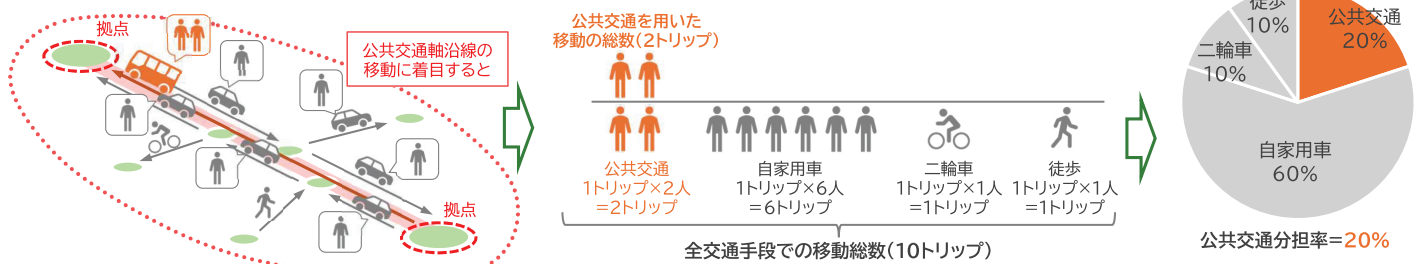 拠点
公共交通軸沿線の
移動に着目すると
拠点
公共交通を用いた
移動の総数(2トリップ)
公共交通
1トリップ×2人
=2トリップ
自家用車
1トリップ×6人
=6トリップ
二輪車
1トリップ×1人
=1トリップ
徒歩
1トリップ×1人
=1トリップ
全交通手段での移動総数(10トリップ)
徒歩
10%
公共交通
20%
二輪車
10%
自家用車
60%
公共交通分担率=20%